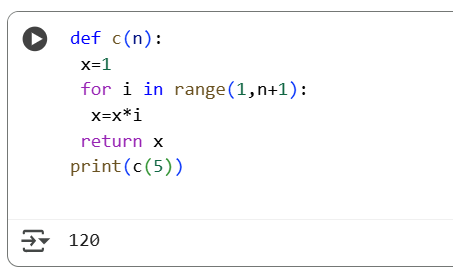 def c(n):
 x=1
 for i in range(1,n+1):
  x=x*i
 return x
print(c(5))
120